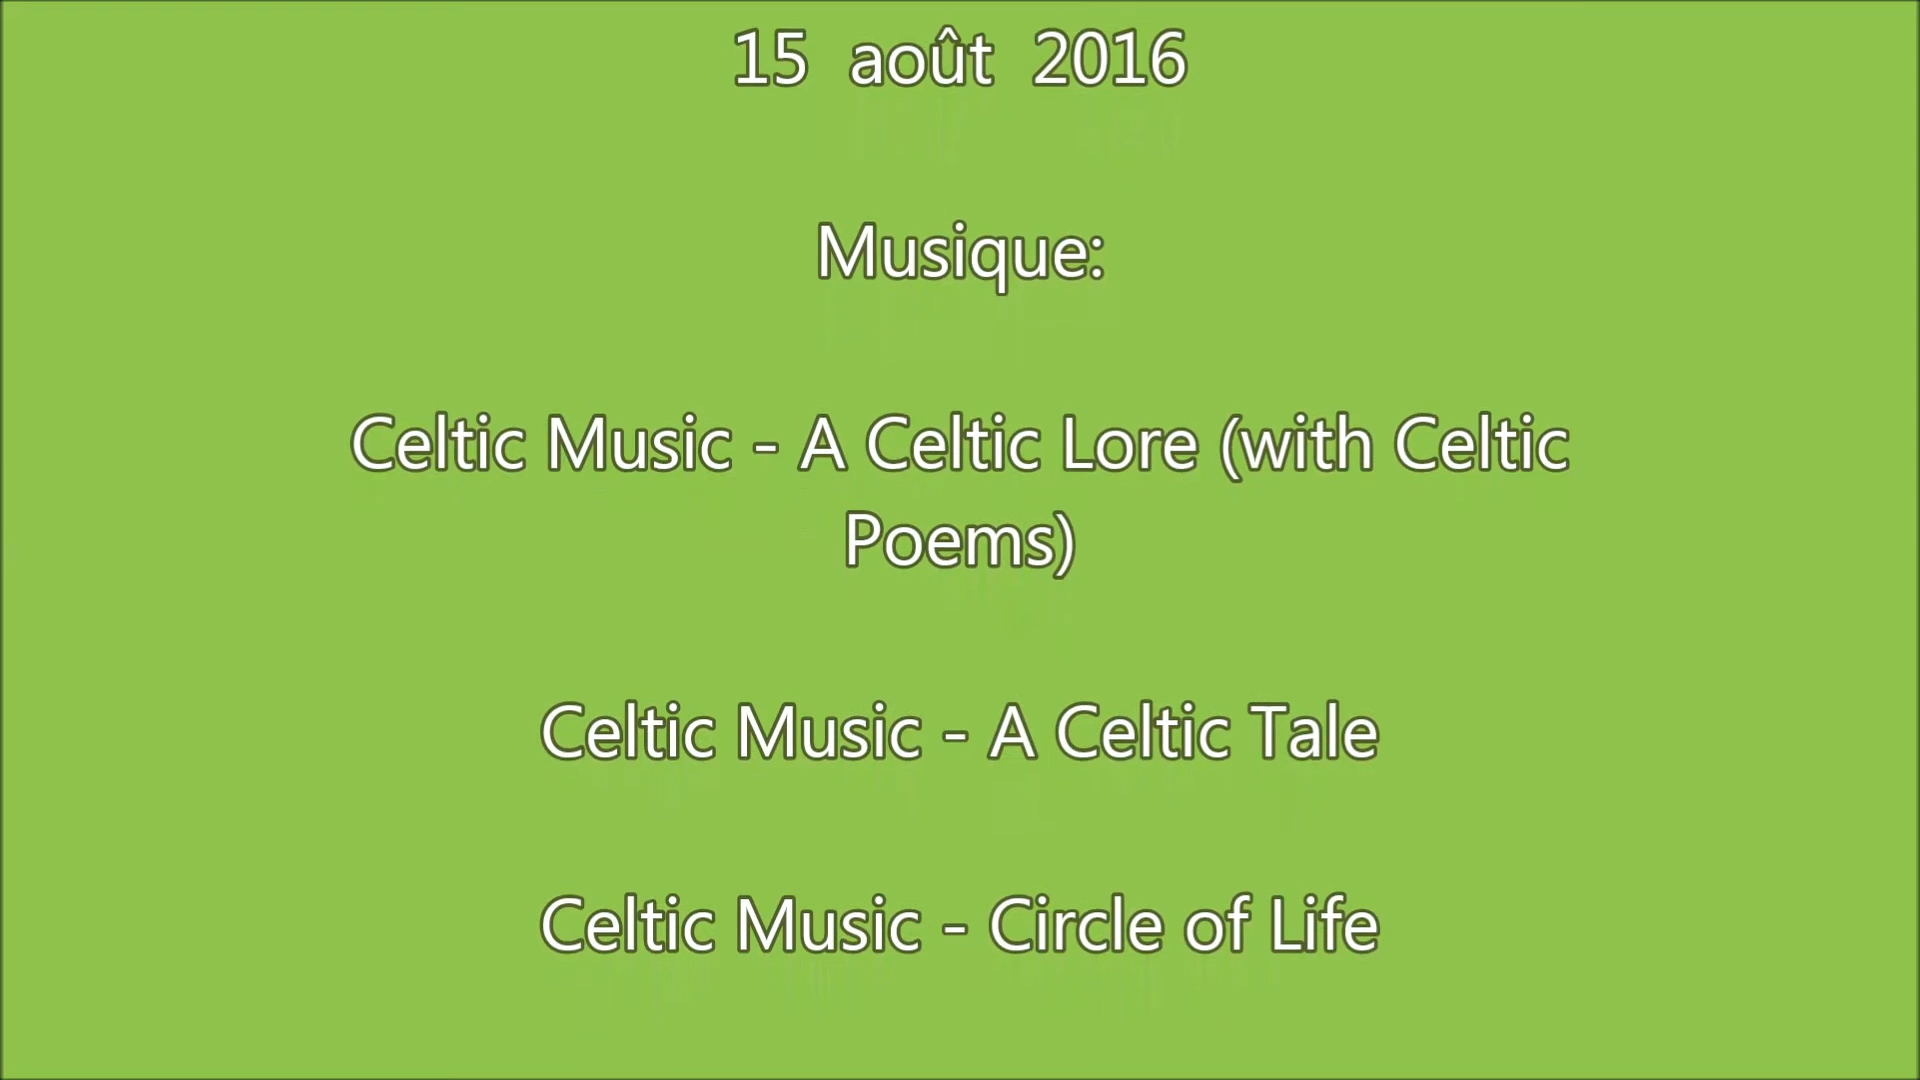 15 août 2016
Musique:
Celtic Music - A Celtic Lore (with Celtic
Poems)
Celtic Music - A Celtic Tale
Celtic Music - Circle of Life